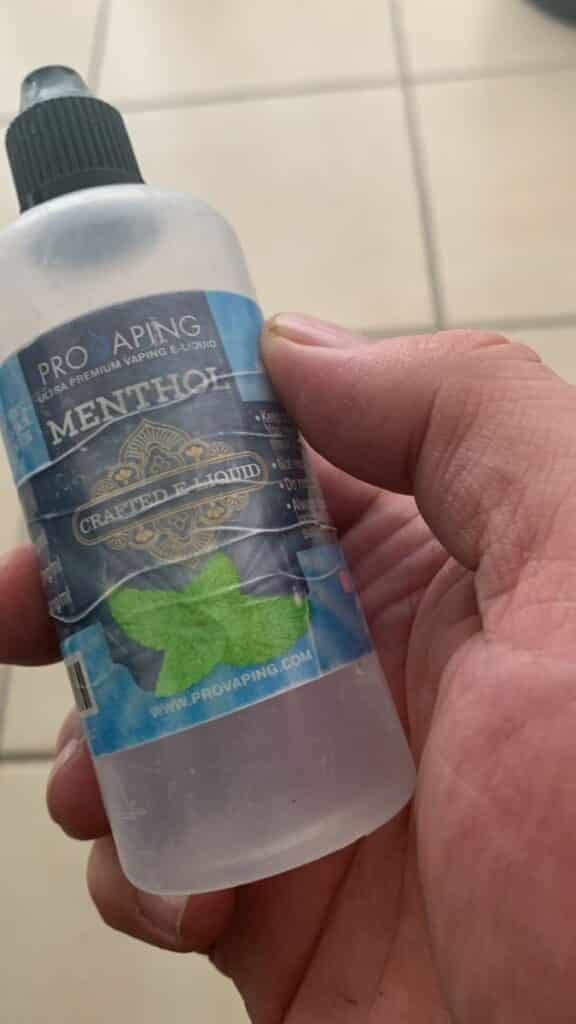 PROVAPING
ULTRA PREMIUM VAPING E-LIQUID
MENTHOL
CRAFTED E-LIQUID
WWW.PROVAPING.COM